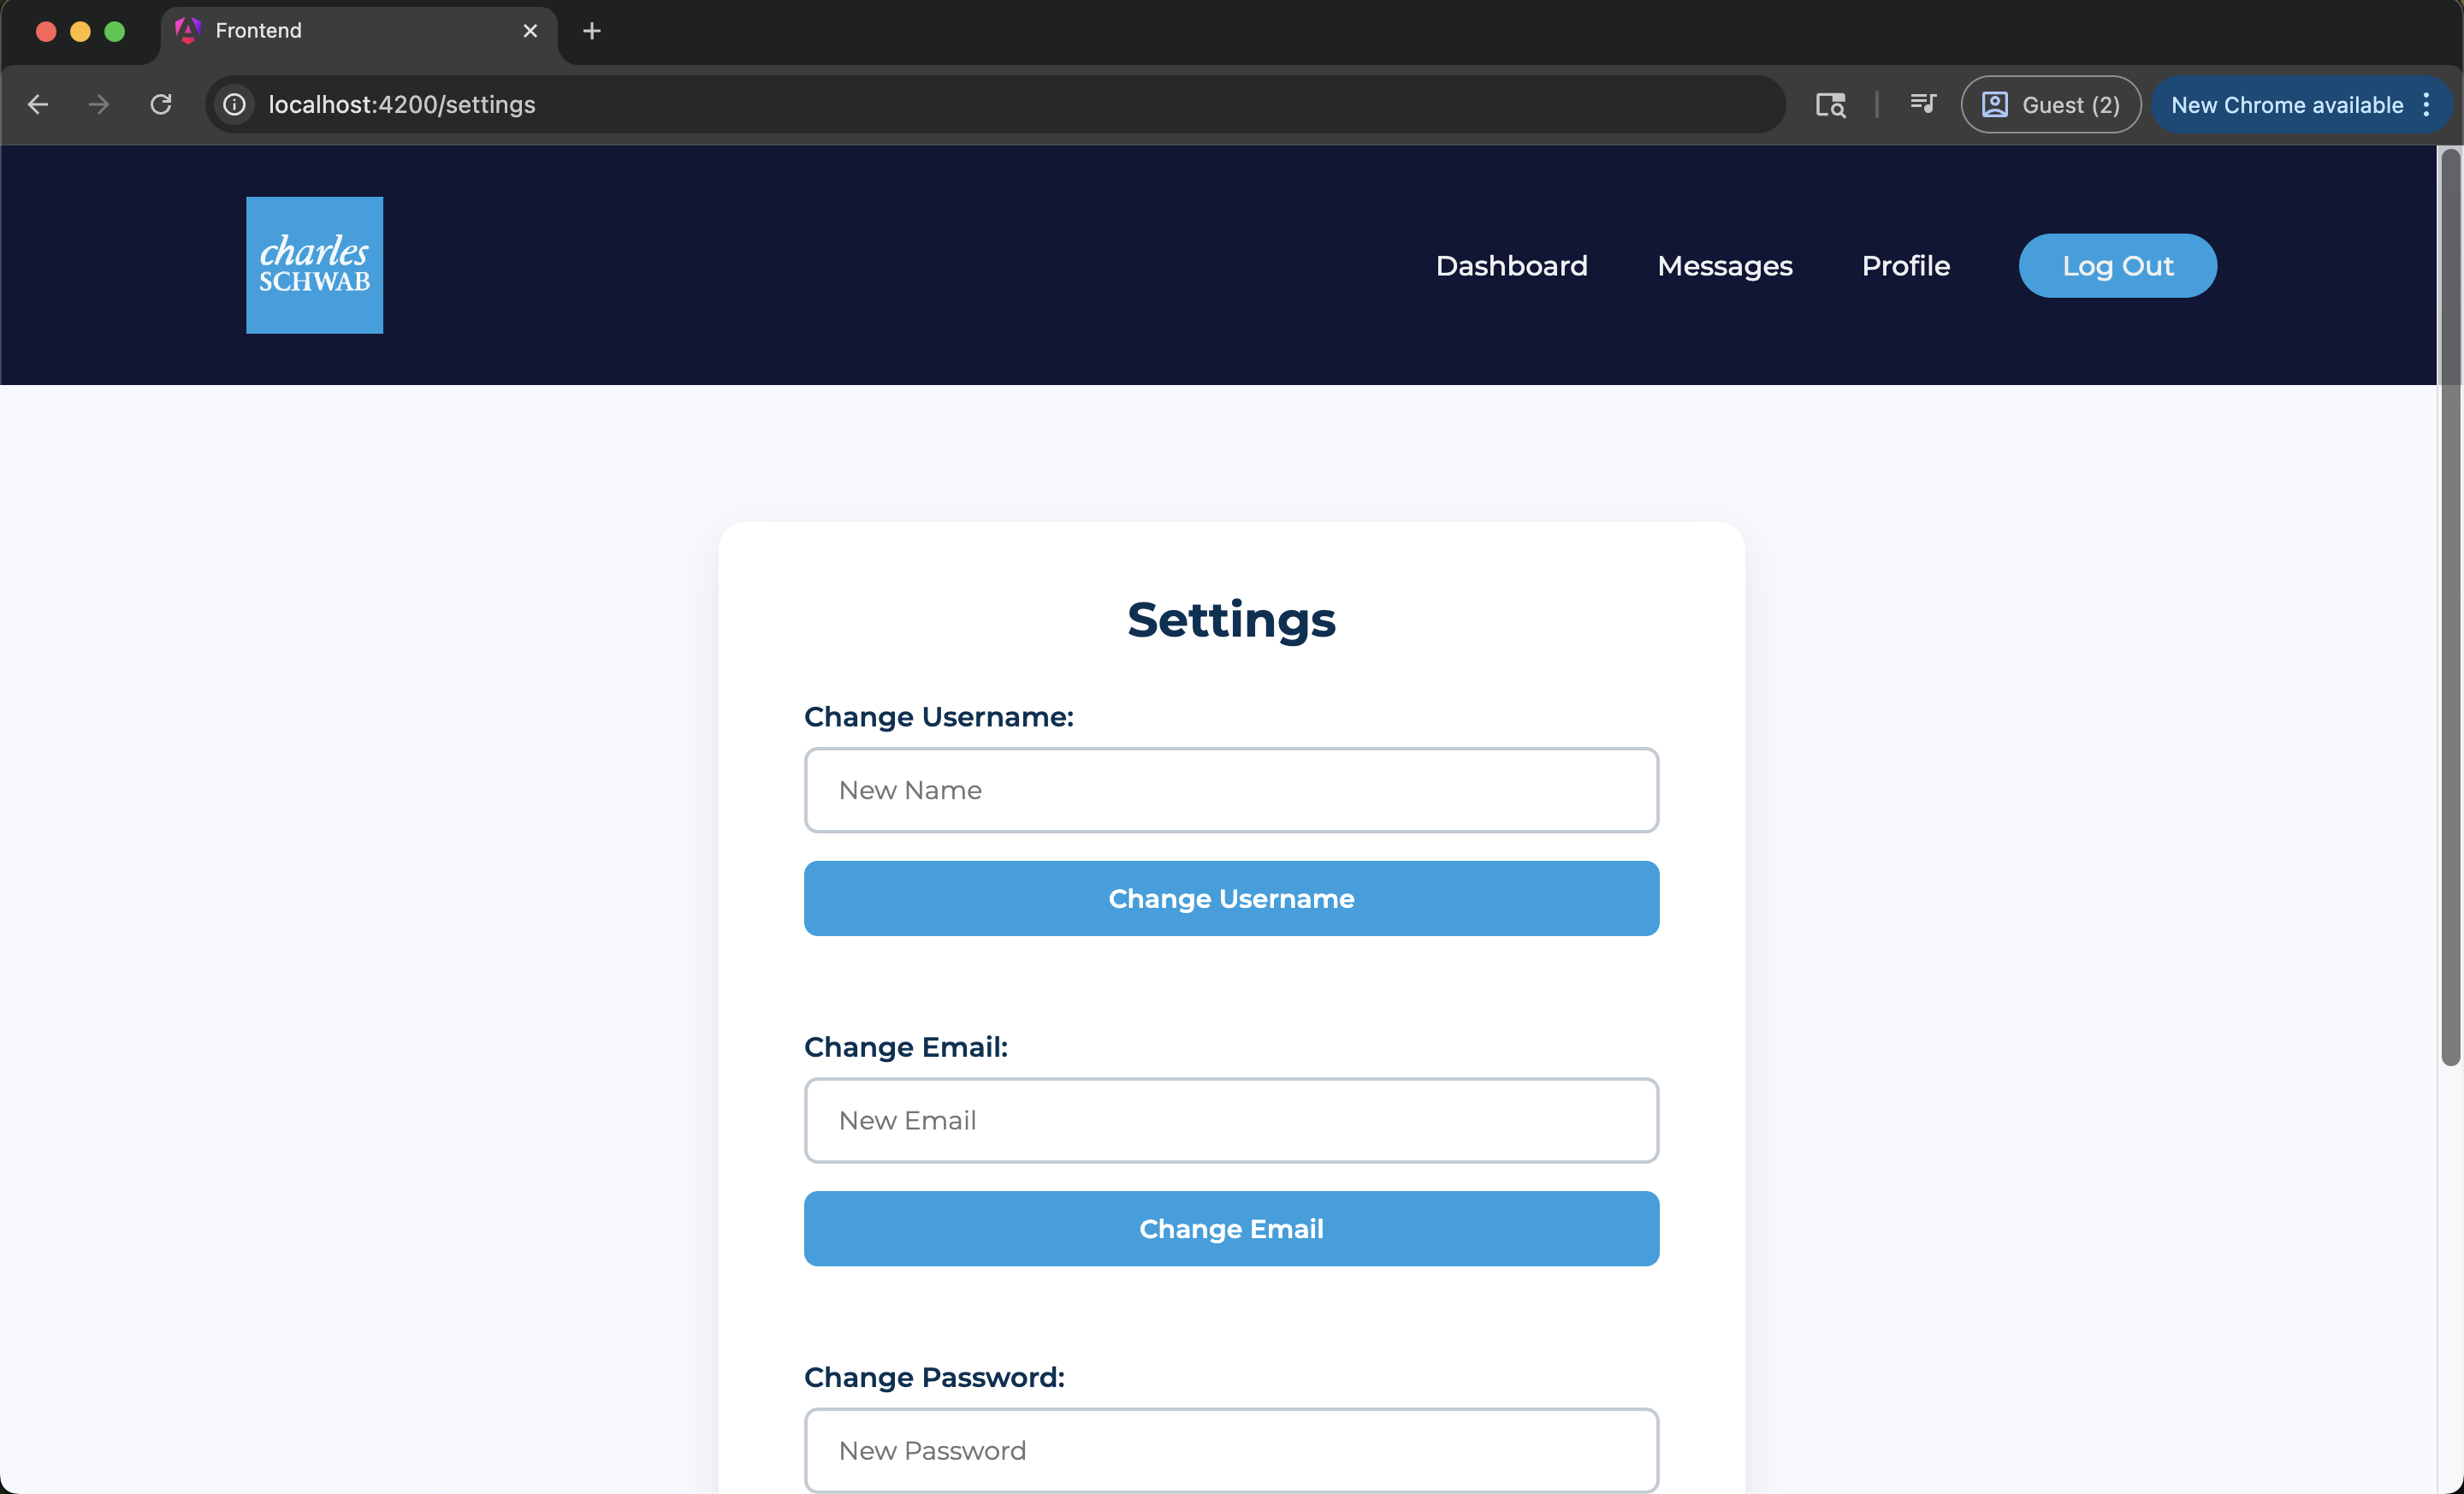 Frontend
localhost:4200/settings
Guest (2)
New Chrome available
charles
SCHWAB
Dashboard
Messages
Profile
Log Out
Settings
Change Username:
New Name
Change Username
Change Email:
New Email
Change Email
Change Password:
New Password